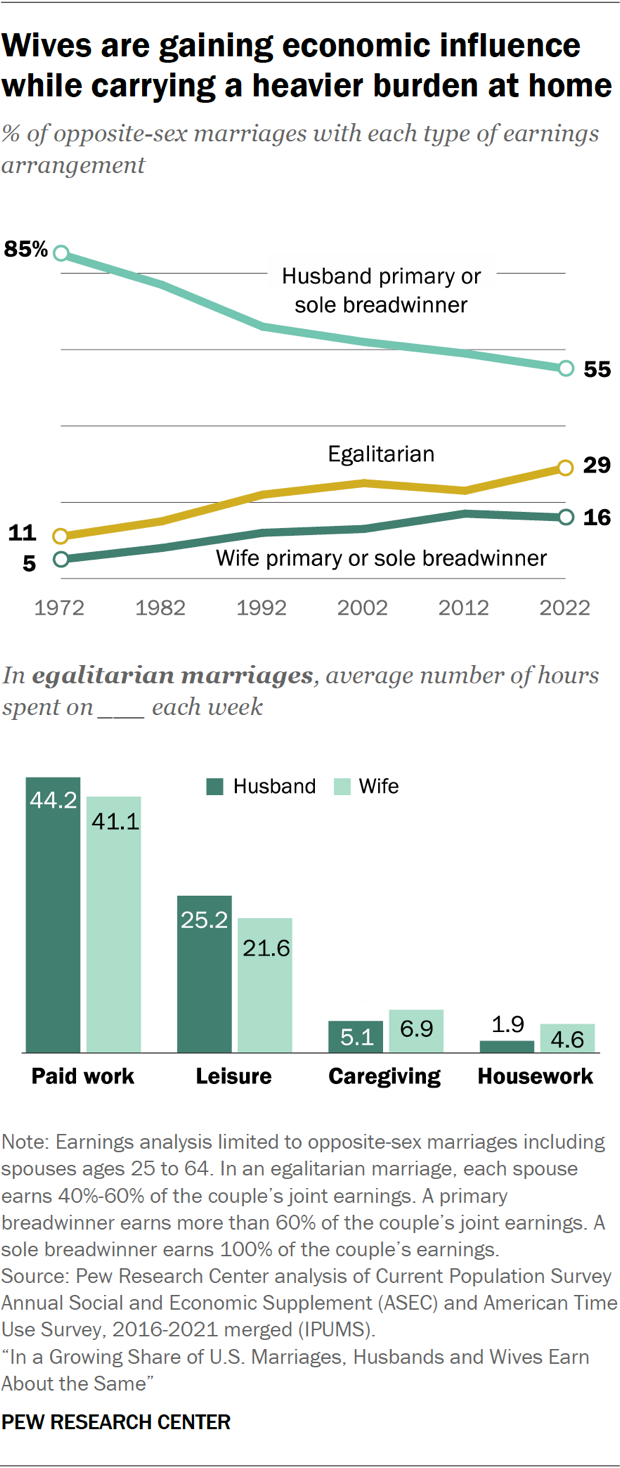 Wives are gaining economic influence
while carrying a heavier burden at home
% of opposite-sex marriages with each type of earnings
arrangement
85%
Husband primary or
sole breadwinner
55
Egalitarian
29
11
16
5
Wife primary or sole breadwinner
1972 1982 1992 2002 2012 2022
In egalitarian marriages, average number of hours
spent on ___ each week
Husband Wife
44.2
41.1
25.2
21.6
5.1
6.9
1.9
4.6
Paid work Leisure Caregiving Housework
Note: Earnings analysis limited to opposite-sex marriages including
spouses ages 25 to 64. In an egalitarian marriage, each spouse
earns 40%-60% of the couple’s joint earnings. A primary
breadwinner earns more than 60% of the couple’s joint earnings. A
sole breadwinner earns 100% of the couple’s earnings.
Source: Pew Research Center analysis of Current Population Survey
Annual Social and Economic Supplement (ASEC) and American Time
Use Survey, 2016-2021 merged (IPUMS).
“In a Growing Share of U.S. Marriages, Husbands and Wives Earn
About the Same”
PEW RESEARCH CENTER